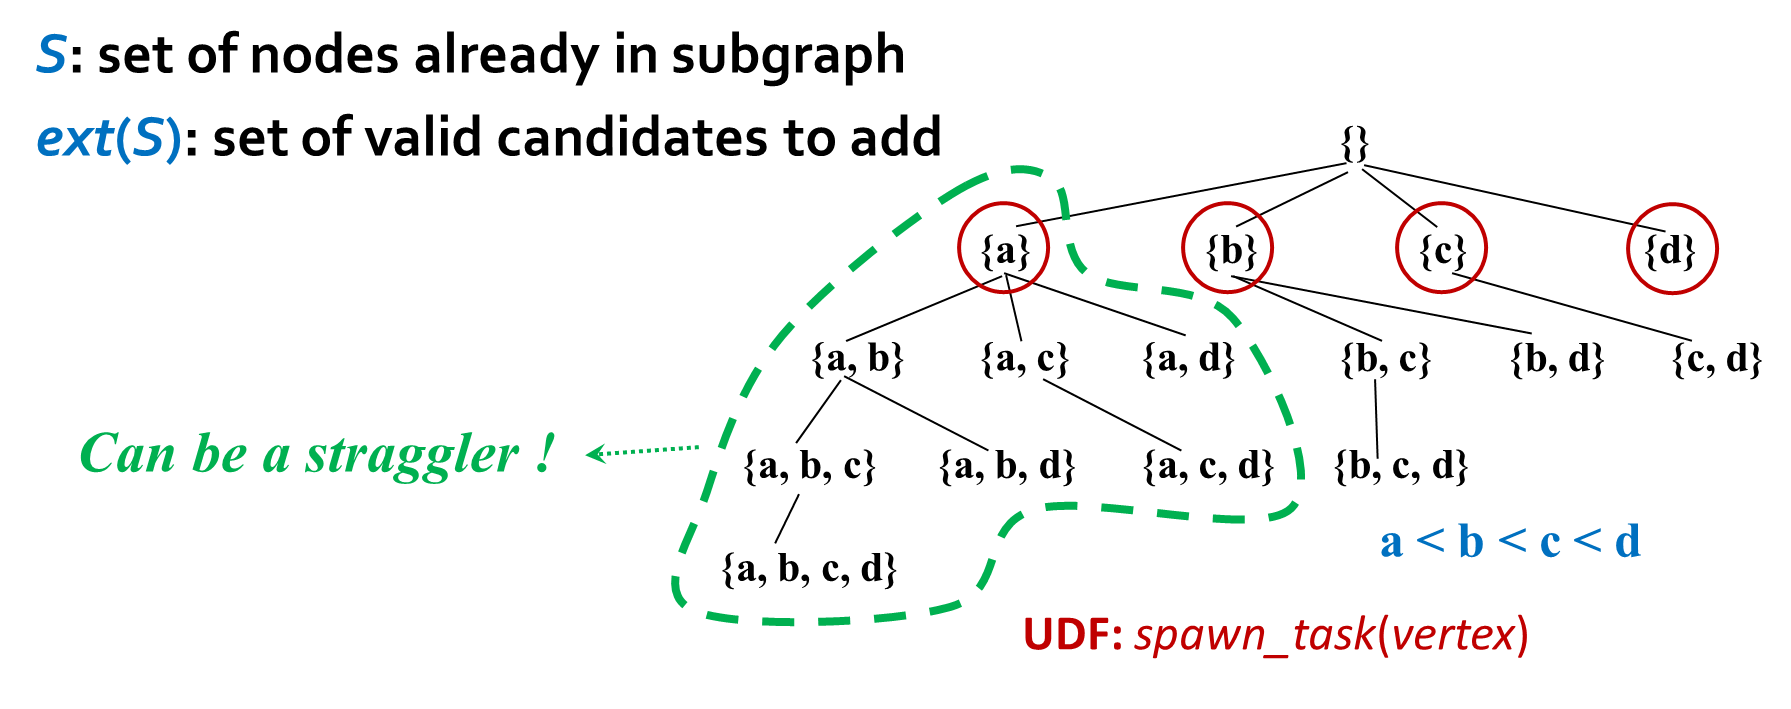 S: set of nodes already in subgraph
ext(S): set of valid candidates to add
{}
{a} {b} {c} {d}
{a, b} {a, c} {a, d} {b, c} {b, d} {c, d}
Can be a straggler !
{a, b, c} {a, b, d} {a, c, d} {b, c, d}
a < b < c < d
{a, b, c, d}
UDF: spawn_task(vertex)